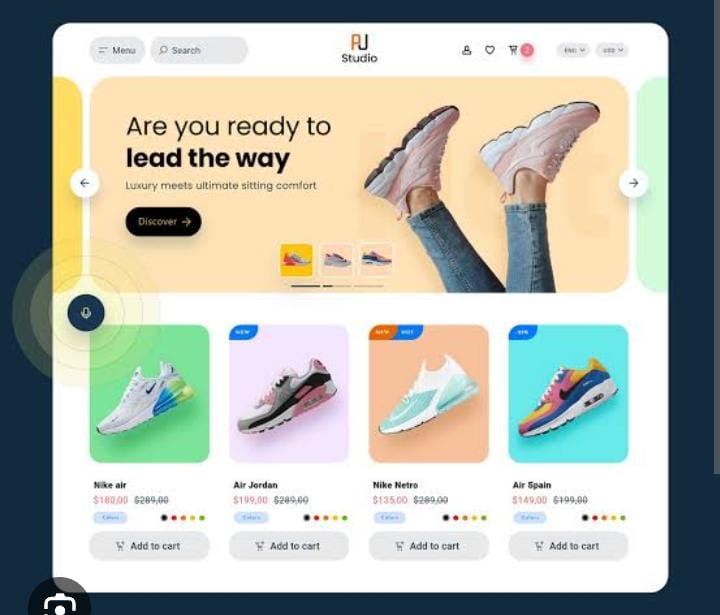 Menu
Search
RU
Studio
2
ENG
USD
Are you ready to
lead the way
Luxury meets ultimate sitting comfort
Discover →
NEW
NEW HOT
Nike air
$180,00 $289,00
Colors
Add to cart
Air Jordan
$199,00 $289,00
Colors
Add to cart
Nike Netro
$135,00 $289,00
Colors
Add to cart
Air Spain
$149,00 $199,00
Colors
Add to cart